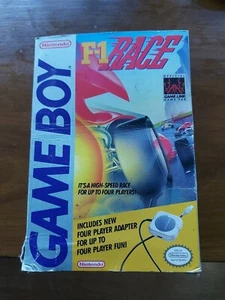 Nintendo
F-1 RACE
GAME BOY
IT'S A HIGH-SPEED RACE
FOR UP TO FOUR PLAYERS!
INCLUDES NEW
FOUR PLAYER ADAPTER
FOR UP TO
FOUR PLAYER FUN!
Nintendo